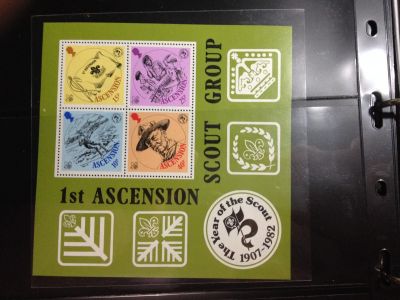 ASCENSION
ASCENSION
ASCENSION
ASCENSION
1st ASCENSION
SCOUT GROUP
The Year of the Scout
1907-1982